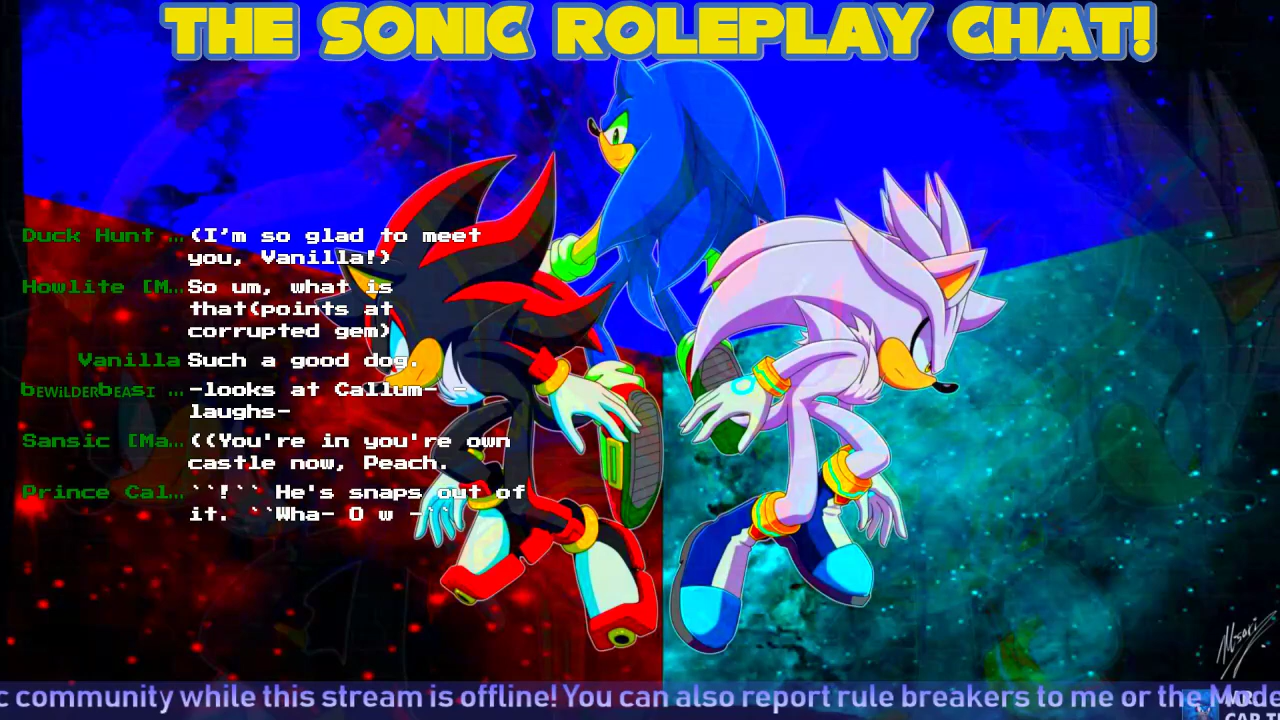 THE SONIC ROLEPLAY CHAT!
Duck Hunt ... (I'm so glad to meet
you, Vanilla!)
Howlite [M... So um, what is
that(points at
corrupted gem)
Vanilla Such a good dog.
bEWiLDERbEAsI ... -looks at Callum- -
laughs-
Sansic [Ma... ((You're in you're own
castle now, Peach.
Prince Cal... ``!`` He's snaps out of
it. ``Wha- O w -``
c community while this stream is offline! You can also report rule breakers to me or the Mode